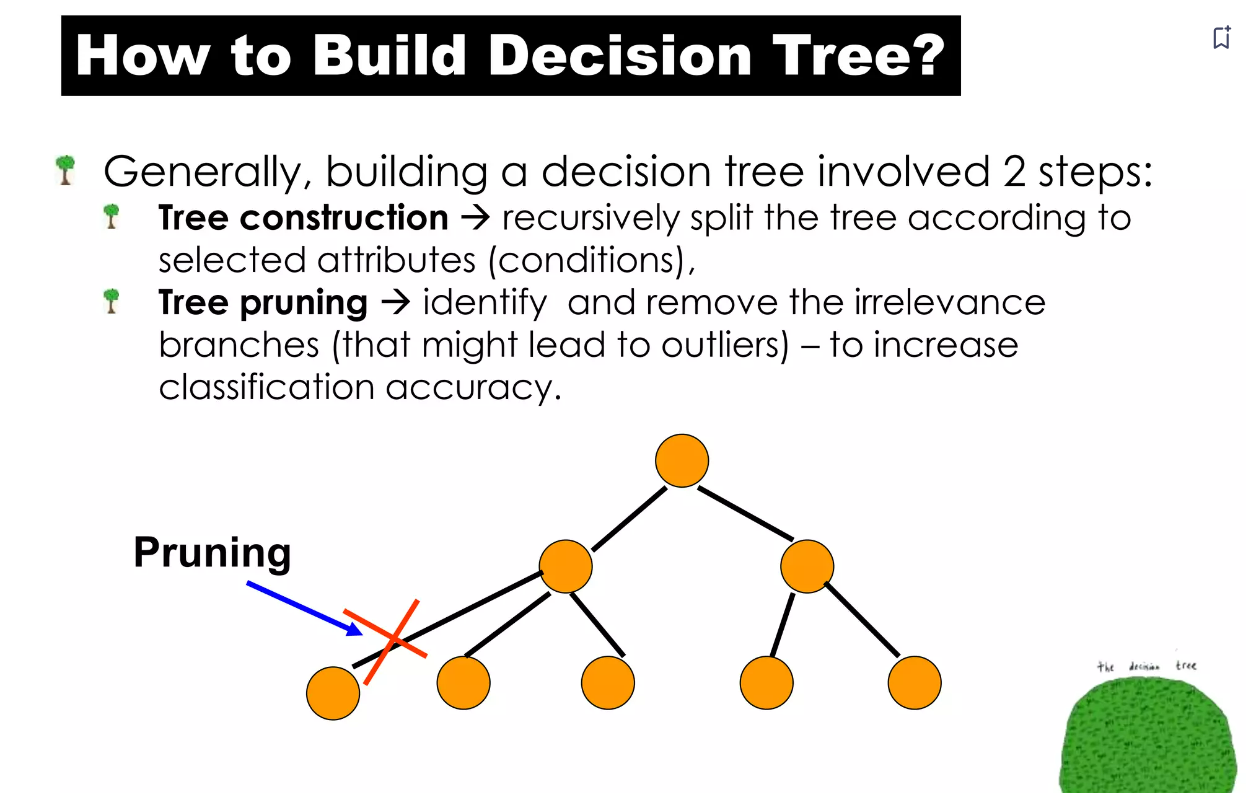 How to Build Decision Tree?
Generally, building a decision tree involved 2 steps:
Tree construction → recursively split the tree according to
selected attributes (conditions),
Tree pruning → identify  and remove the irrelevance
branches (that might lead to outliers) – to increase
classification accuracy.
Pruning
the decision tree